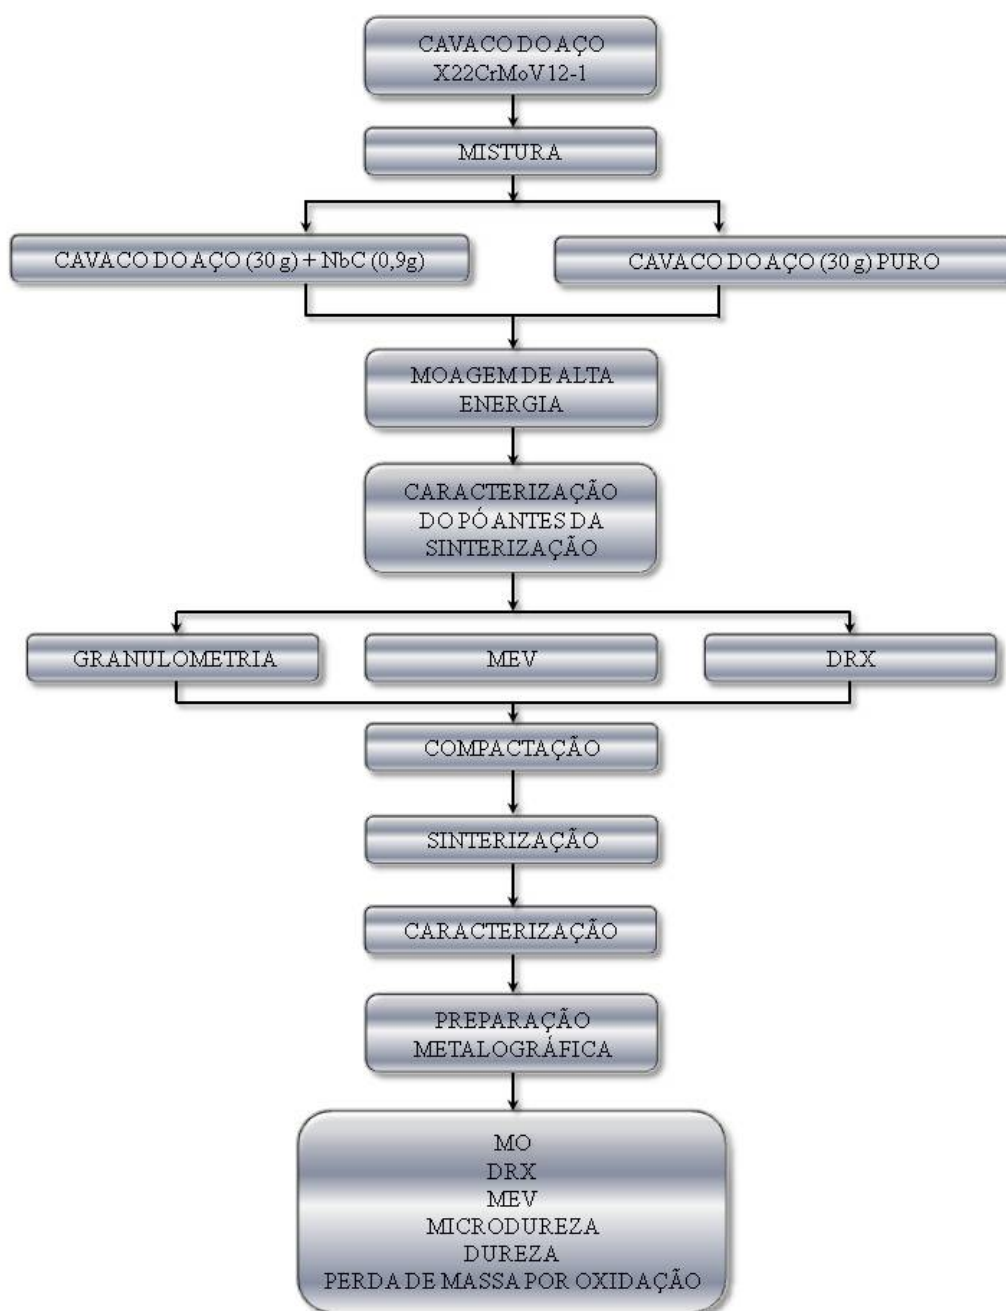 CAVACO DO AÇO
X22CrMoV12-1
MISTURA
CAVACO DO AÇO (30 g) + NbC (0,9g)
CAVACO DO AÇO (30 g) PURO
MOAGEM DE ALTA
ENERGIA
CARACTERIZAÇÃO
DO PÓ ANTES DA
SINTERIZAÇÃO
GRANULOMETRIA
MEV
DRX
COMPACTAÇÃO
SINTERIZAÇÃO
CARACTERIZAÇÃO
PREPARAÇÃO
METALOGRÁFICA
MO
DRX
MEV
MICRODUREZA
DUREZA
PERDA DE MASSA POR OXIDAÇÃO